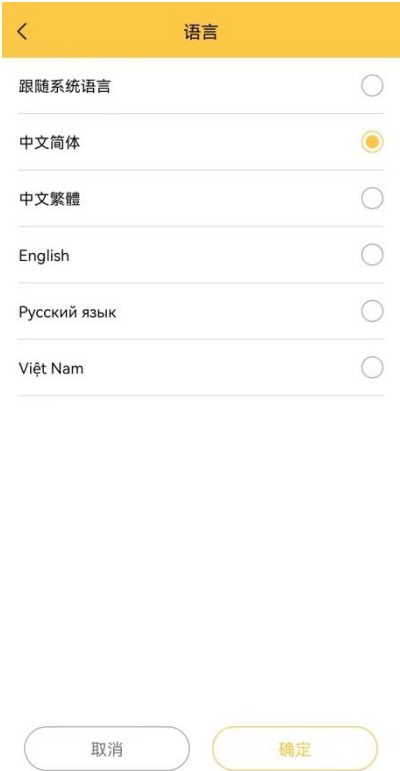 语言
跟随系统语言
中文简体
中文繁體
English
Русский язык
Việt Nam
取消
确定